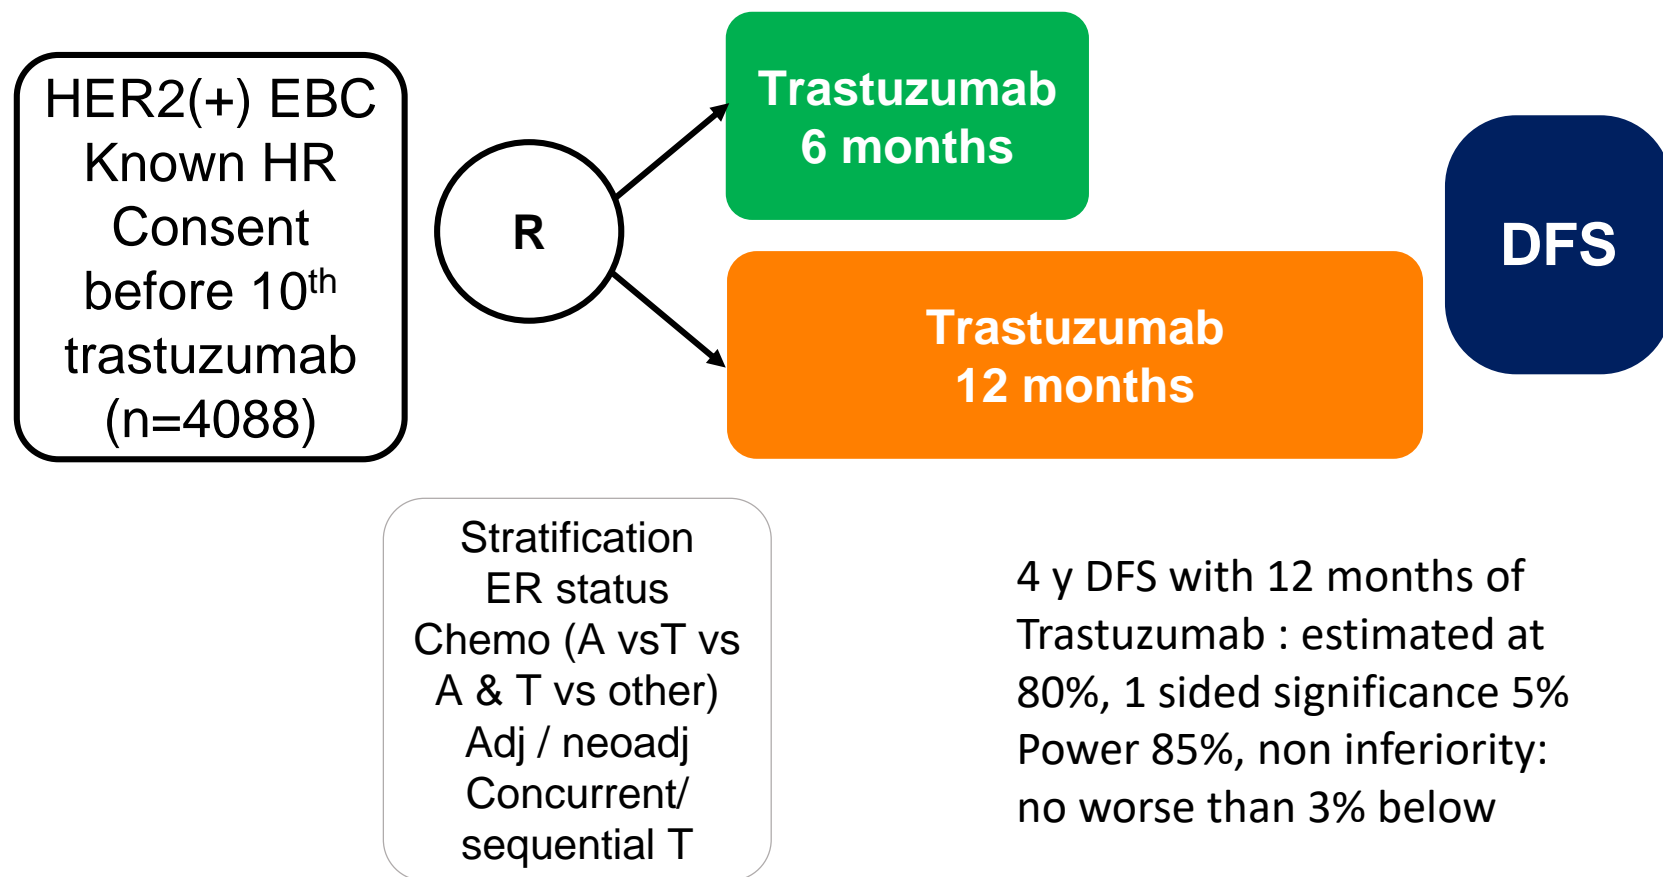 HER2(+) EBC
Known HR
Consent
before 10th
trastuzumab
(n=4088)
R
Trastuzumab
6 months
Trastuzumab
12 months
DFS
Stratification
ER status
Chemo (A vsT vs
A & T vs other)
Adj / neoadj
Concurrent/
sequential T
4 y DFS with 12 months of
Trastuzumab : estimated at
80%, 1 sided significance 5%
Power 85%, non inferiority:
no worse than 3% below